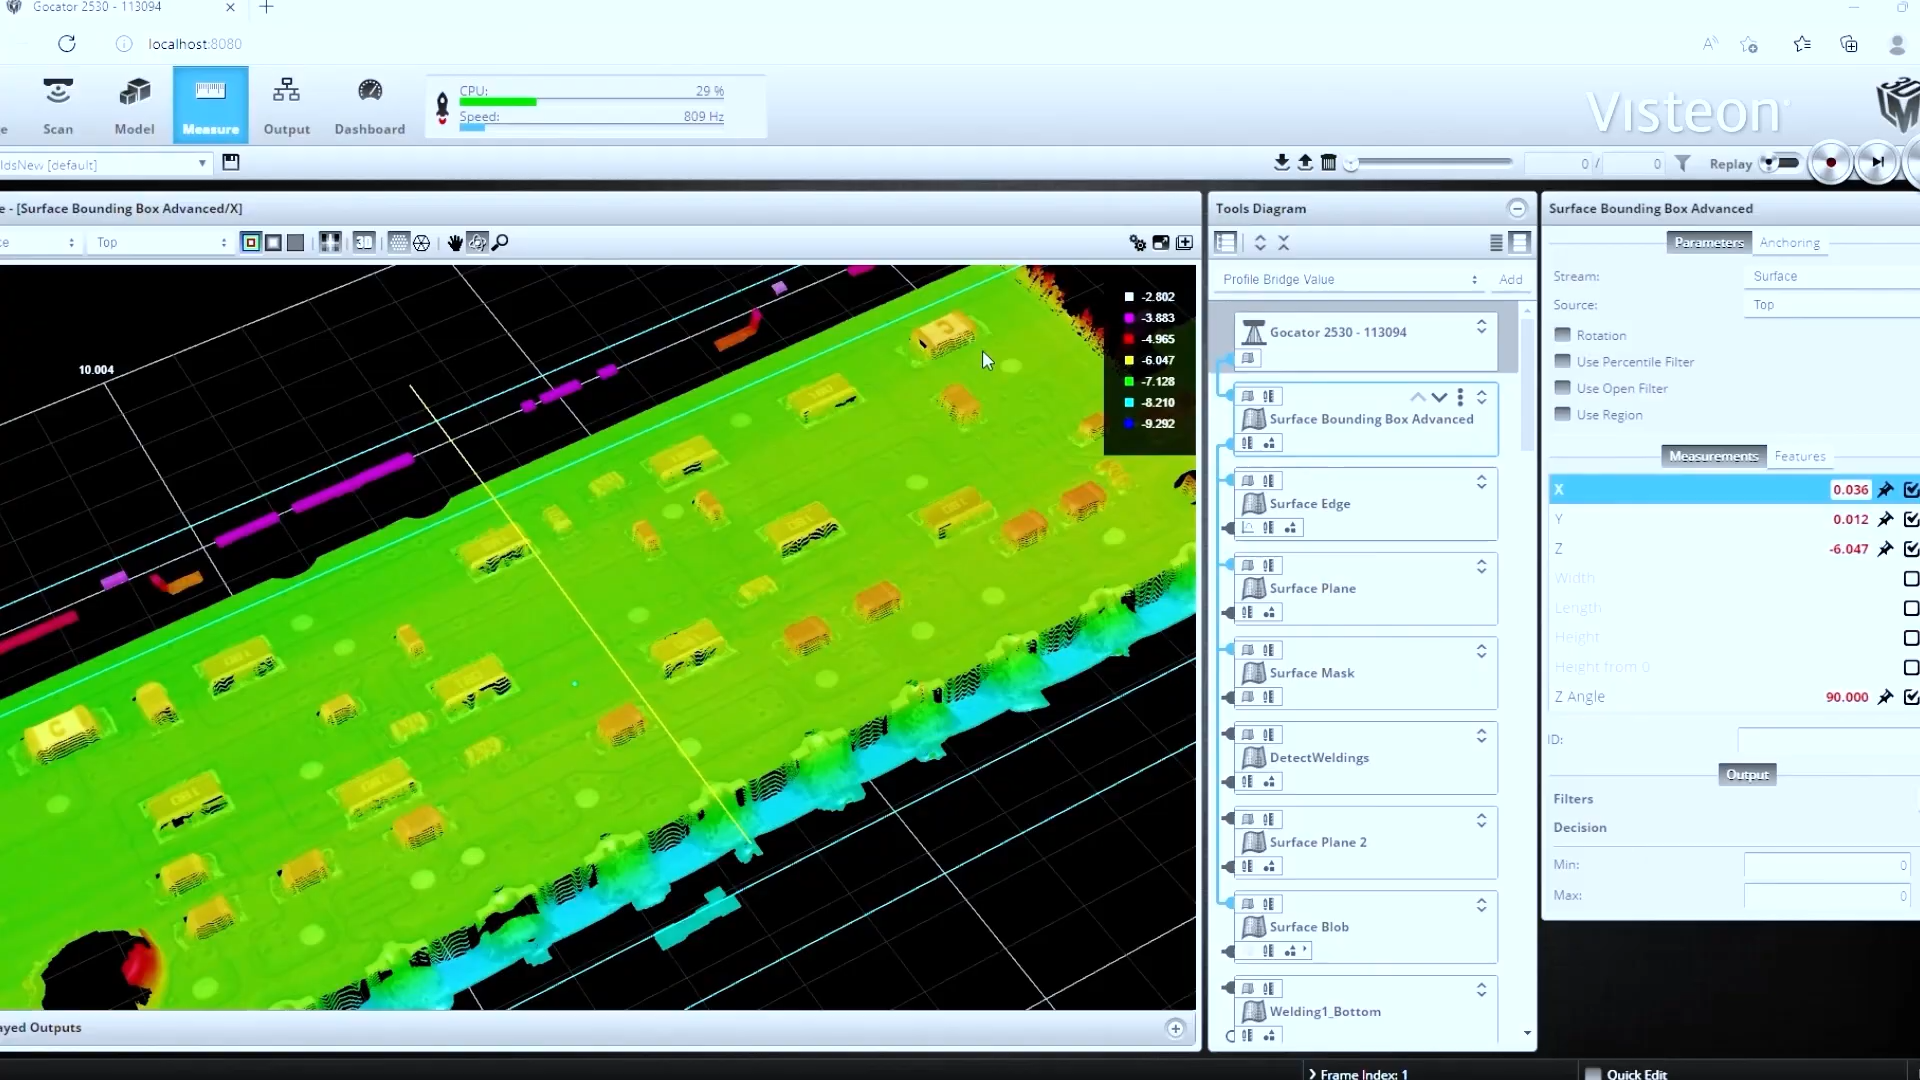 Gocator 2530 - 113094
localhost:8080
Scan
Model
Measure
Output
Dashboard
CPU: 29 %
Speed: 809 Hz
Visteon
ldsNew [default]
0 / 0
Replay
e - [Surface Bounding Box Advanced/X]
ce Top
3D
10.004
-2.802
-3.883
-4.965
-6.047
-7.128
-8.210
-9.292
ayed Outputs
Tools Diagram
Profile Bridge Value Add
Gocator 2530 - 113094
Surface Bounding Box Advanced
Surface Edge
Surface Plane
Surface Mask
DetectWeldings
Surface Plane 2
Surface Blob
Welding1_Bottom
Surface Bounding Box Advanced
Parameters Anchoring
Stream: Surface
Source: Top
Rotation
Use Percentile Filter
Use Open Filter
Use Region
Measurements Features
X 0.036
Y 0.012
Z -6.047
Width
Length
Height
Height from 0
Z Angle 90.000
ID:
Output
Filters
Decision
Min: 0
Max: 0
Frame Index: 1
Quick Edit